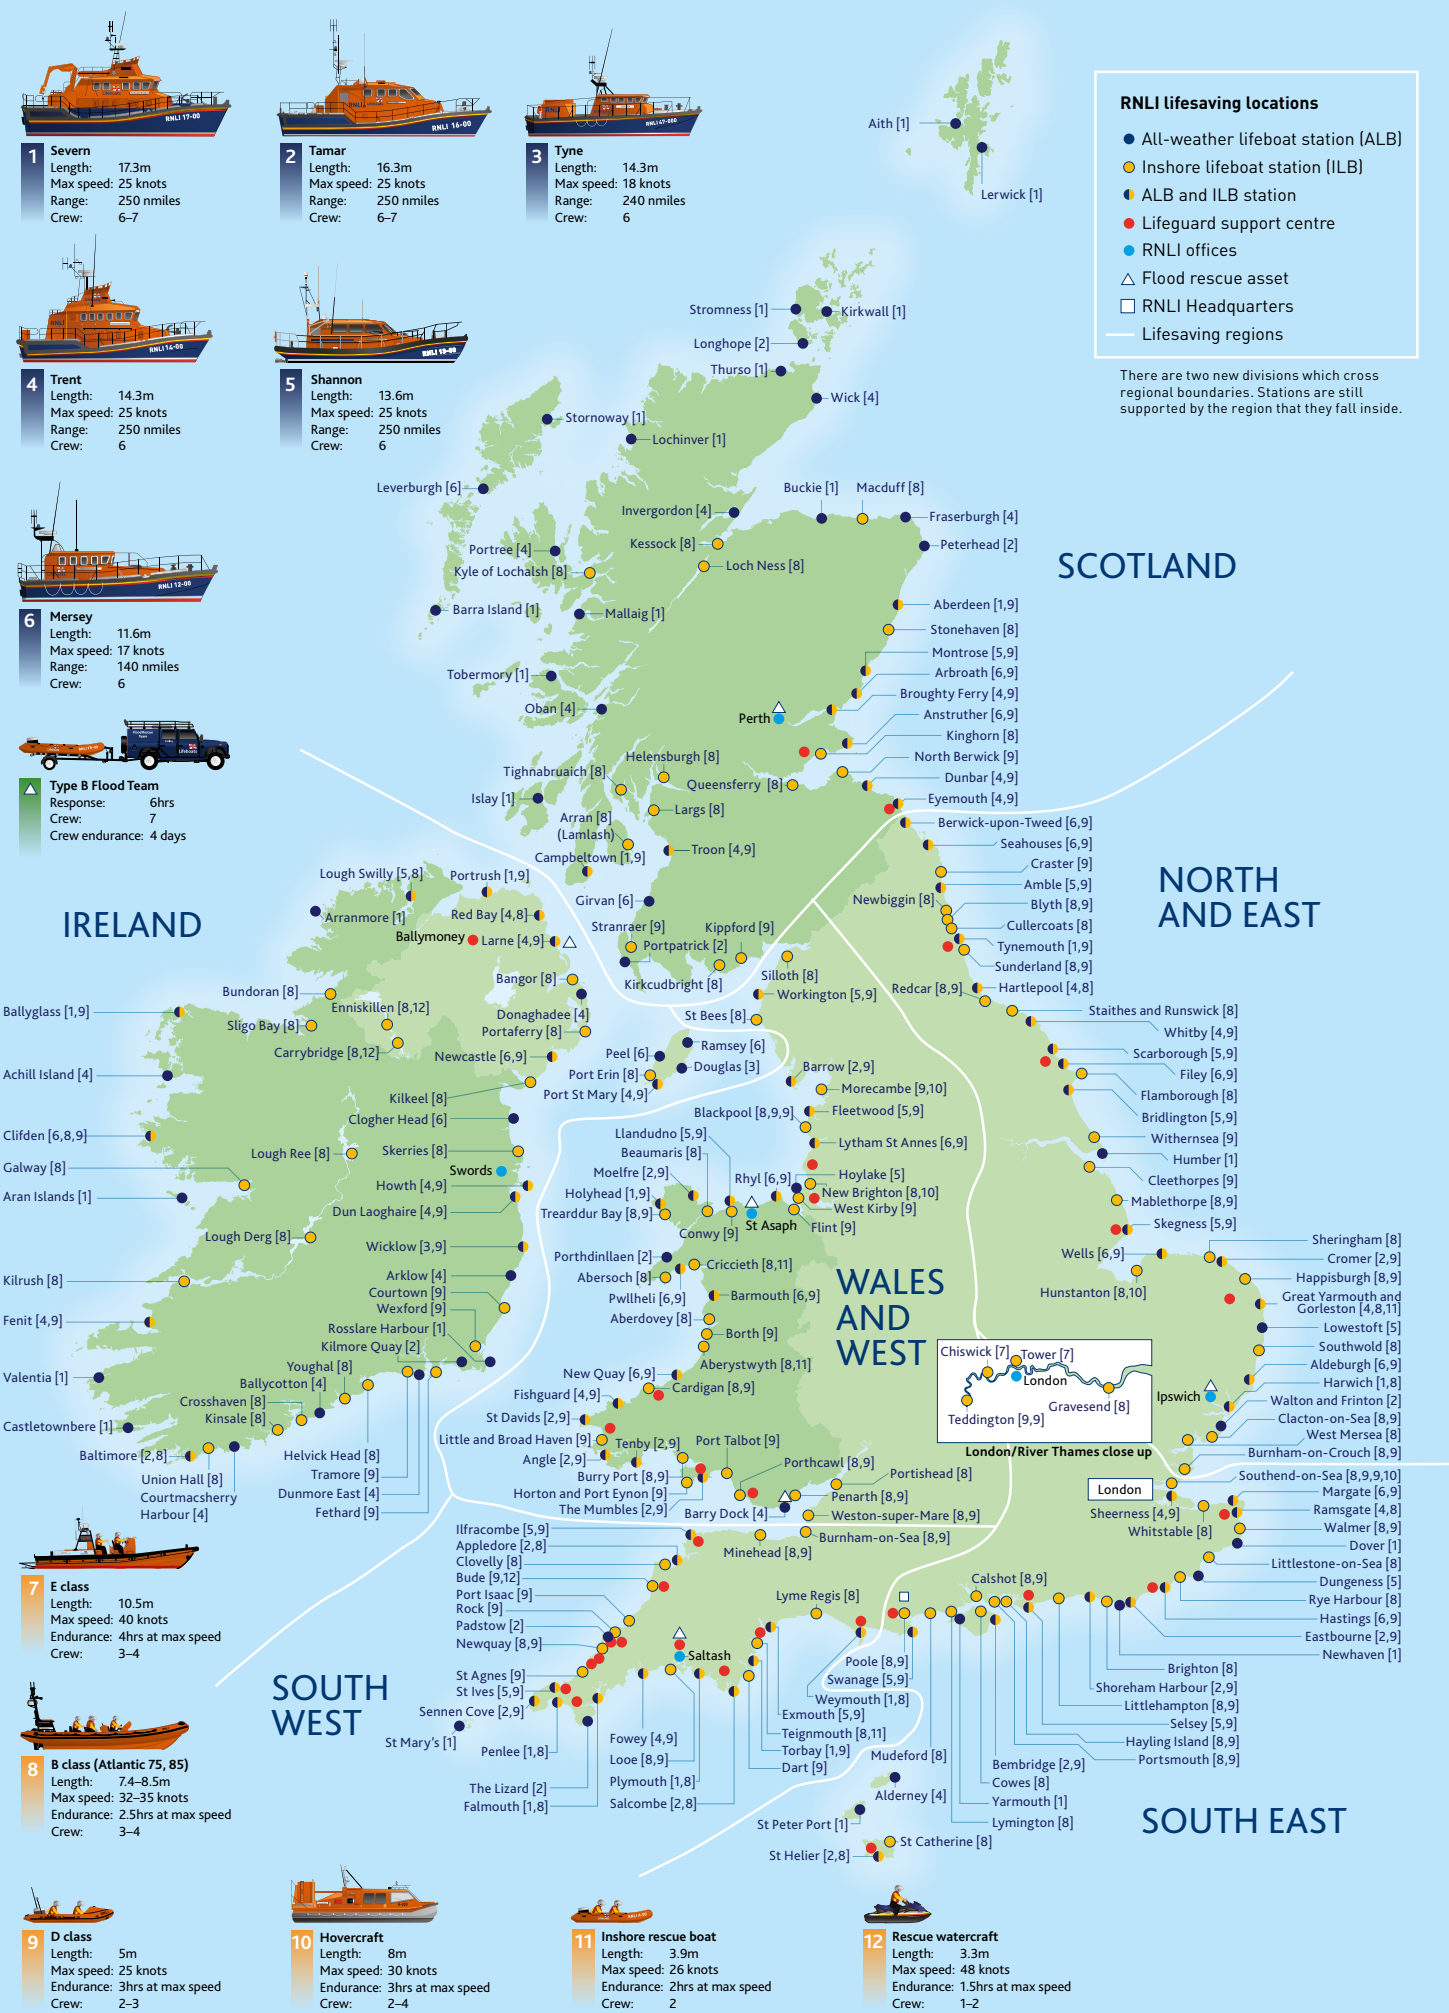 RNLI 17-00
1
Severn
Length: 17.3m
Max speed: 25 knots
Range: 250 nmiles
Crew: 6–7
RNLI 16-00
2
Tamar
Length: 16.3m
Max speed: 25 knots
Range: 250 nmiles
Crew: 6–7
RNLI 47-000
3
Tyne
Length: 14.3m
Max speed: 18 knots
Range: 240 nmiles
Crew: 6
RNLI
RNLI 14-00
4
Trent
Length: 14.3m
Max speed: 25 knots
Range: 250 nmiles
Crew: 6
RNLI 13-00
5
Shannon
Length: 13.6m
Max speed: 25 knots
Range: 250 nmiles
Crew: 6
RNLI 12-00
6
Mersey
Length: 11.6m
Max speed: 17 knots
Range: 140 nmiles
Crew: 6
Flood Rescue
Team
Lifeboats
Type B Flood Team
Response: 6hrs
Crew: 7
Crew endurance: 4 days
RNLI lifesaving locations
All-weather lifeboat station (ALB)
Inshore lifeboat station (ILB)
ALB and ILB station
Lifeguard support centre
RNLI offices
Flood rescue asset
RNLI Headquarters
Lifesaving regions
There are two new divisions which cross
regional boundaries. Stations are still
supported by the region that they fall inside.
SCOTLAND
Aith [1]
Lerwick [1]
Stromness [1]
Kirkwall [1]
Longhope [2]
Thurso [1]
Wick [4]
Stornoway [1]
Lochinver [1]
Leverburgh [6]
Buckie [1]
Macduff [8]
Invergordon [4]
Fraserburgh [4]
Kessock [8]
Peterhead [2]
Portree [4]
Kyle of Lochalsh [8]
Loch Ness [8]
Barra Island [1]
Mallaig [1]
Aberdeen [1,9]
Stonehaven [8]
Montrose [5,9]
Arbroath [6,9]
Broughty Ferry [4,9]
Anstruther [6,9]
Kinghorn [8]
North Berwick [9]
Dunbar [4,9]
Eyemouth [4,9]
Tobermory [1]
Oban [4]
Perth
Helensburgh [8]
Tighnabruaich [8]
Queensferry [8]
Islay [1]
Largs [8]
Arran [8]
(Lamlash)
Campbeltown [1,9]
Troon [4,9]
Girvan [6]
Stranraer [9]
Portpatrick [2]
Kippford [9]
Kirkcudbright [8]
NORTH
AND EAST
Berwick-upon-Tweed [6,9]
Seahouses [6,9]
Craster [9]
Amble [5,9]
Newbiggin [8]
Blyth [8,9]
Cullercoats [8]
Tynemouth [1,9]
Sunderland [8,9]
Hartlepool [4,8]
Redcar [8,9]
Staithes and Runswick [8]
Whitby [4,9]
Scarborough [5,9]
Filey [6,9]
Flamborough [8]
Bridlington [5,9]
Withernsea [9]
Humber [1]
Cleethorpes [9]
Mablethorpe [8,9]
Skegness [5,9]
Wells [6,9]
Hunstanton [8,10]
Sheringham [8]
Cromer [2,9]
Happisburgh [8,9]
Great Yarmouth and
Gorleston [4,8,11]
Lowestoft [5]
Southwold [8]
Aldeburgh [6,9]
Harwich [1,8]
Ipswich
Walton and Frinton [2]
Clacton-on-Sea [8,9]
West Mersea [8]
Burnham-on-Crouch [8,9]
IRELAND
Lough Swilly [5,8]
Portrush [1,9]
Arranmore [1]
Red Bay [4,8]
Ballymoney
Larne [4,9]
Bangor [8]
Bundoran [8]
Enniskillen [8,12]
Donaghadee [4]
Ballyglass [1,9]
Sligo Bay [8]
Portaferry [8]
Carrybridge [8,12]
Newcastle [6,9]
Achill Island [4]
Kilkeel [8]
Clogher Head [6]
Clifden [6,8,9]
Lough Ree [8]
Skerries [8]
Galway [8]
Swords
Howth [4,9]
Aran Islands [1]
Dun Laoghaire [4,9]
Lough Derg [8]
Wicklow [3,9]
Kilrush [8]
Arklow [4]
Courtown [9]
Wexford [9]
Fenit [4,9]
Rosslare Harbour [1]
Kilmore Quay [2]
Valentia [1]
Youghal [8]
Ballycotton [4]
Crosshaven [8]
Kinsale [8]
Castletownbere [1]
Baltimore [2,8]
Union Hall [8]
Courtmacsherry
Harbour [4]
Helvick Head [8]
Tramore [9]
Dunmore East [4]
Fethard [9]
WALES
AND
WEST
Silloth [8]
Workington [5,9]
St Bees [8]
Peel [6]
Ramsey [6]
Port Erin [8]
Douglas [3]
Port St Mary [4,9]
Barrow [2,9]
Morecambe [9,10]
Blackpool [8,9,9]
Fleetwood [5,9]
Llandudno [5,9]
Lytham St Annes [6,9]
Beaumaris [8]
Moelfre [2,9]
Rhyl [6,9]
Hoylake [5]
Holyhead [1,9]
New Brighton [8,10]
Trearddur Bay [8,9]
West Kirby [9]
Conwy [9]
St Asaph
Flint [9]
Porthdinllaen [2]
Criccieth [8,11]
Abersoch [8]
Pwllheli [6,9]
Barmouth [6,9]
Aberdovey [8]
Borth [9]
Aberystwyth [8,11]
New Quay [6,9]
Cardigan [8,9]
Fishguard [4,9]
St Davids [2,9]
Little and Broad Haven [9]
Tenby [2,9]
Port Talbot [9]
Angle [2,9]
Porthcawl [8,9]
Burry Port [8,9]
Portishead [8]
Horton and Port Eynon [9]
Penarth [8,9]
The Mumbles [2,9]
Barry Dock [4]
Weston-super-Mare [8,9]
Burnham-on-Sea [8,9]
Minehead [8,9]
Chiswick [7]
Tower [7]
London
Gravesend [8]
Teddington [9,9]
London/River Thames close up
London
Southend-on-Sea [8,9,9,10]
Margate [6,9]
Sheerness [4,9]
Ramsgate [4,8]
Whitstable [8]
Walmer [8,9]
Dover [1]
Littlestone-on-Sea [8]
Dungeness [5]
Rye Harbour [8]
Hastings [6,9]
Eastbourne [2,9]
Newhaven [1]
Brighton [8]
Shoreham Harbour [2,9]
Littlehampton [8,9]
Selsey [5,9]
Hayling Island [8,9]
Portsmouth [8,9]
Calshot [8,9]
Bembridge [2,9]
Cowes [8]
Yarmouth [1]
Lymington [8]
Mudeford [8]
Poole [8,9]
Swanage [5,9]
SOUTH EAST
SOUTH
WEST
Ilfracombe [5,9]
Appledore [2,8]
Clovelly [8]
Bude [9,12]
Port Isaac [9]
Rock [9]
Padstow [2]
Newquay [8,9]
St Agnes [9]
St Ives [5,9]
Sennen Cove [2,9]
St Mary's [1]
Penlee [1,8]
The Lizard [2]
Falmouth [1,8]
Fowey [4,9]
Looe [8,9]
Plymouth [1,8]
Salcombe [2,8]
Saltash
Lyme Regis [8]
Weymouth [1,8]
Exmouth [5,9]
Teignmouth [8,11]
Torbay [1,9]
Dart [9]
Alderney [4]
St Peter Port [1]
St Catherine [8]
St Helier [2,8]
7
E class
Length: 10.5m
Max speed: 40 knots
Endurance: 4hrs at max speed
Crew: 3–4
8
B class (Atlantic 75, 85)
Length: 7.4–8.5m
Max speed: 32–35 knots
Endurance: 2.5hrs at max speed
Crew: 3–4
9
D class
Length: 5m
Max speed: 25 knots
Endurance: 3hrs at max speed
Crew: 2–3
10
Hovercraft
Length: 8m
Max speed: 30 knots
Endurance: 3hrs at max speed
Crew: 2–4
11
Inshore rescue boat
Length: 3.9m
Max speed: 26 knots
Endurance: 2hrs at max speed
Crew: 2
12
Rescue watercraft
Length: 3.3m
Max speed: 48 knots
Endurance: 1.5hrs at max speed
Crew: 1–2